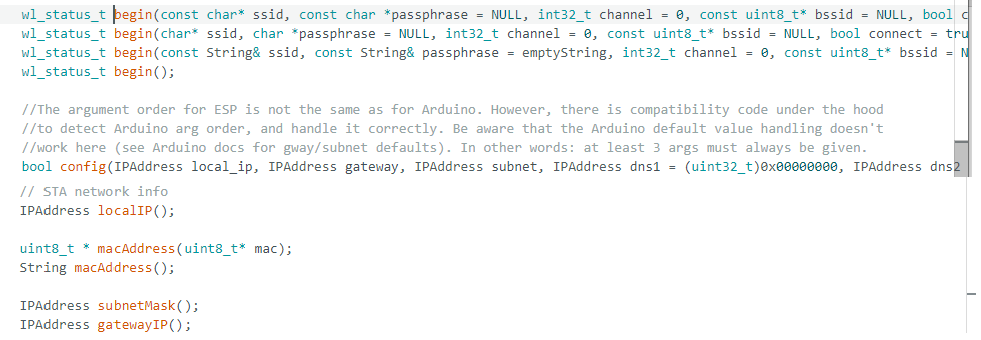 wl_status_t begin(const char* ssid, const char *passphrase = NULL, int32_t channel = 0, const uint8_t* bssid = NULL, bool c
wl_status_t begin(char* ssid, char *passphrase = NULL, int32_t channel = 0, const uint8_t* bssid = NULL, bool connect = tru
wl_status_t begin(const String& ssid, const String& passphrase = emptyString, int32_t channel = 0, const uint8_t* bssid = N
wl_status_t begin();
//The argument order for ESP is not the same as for Arduino. However, there is compatibility code under the hood
//to detect Arduino arg order, and handle it correctly. Be aware that the Arduino default value handling doesn't
//work here (see Arduino docs for gway/subnet defaults). In other words: at least 3 args must always be given.
bool config(IPAddress local_ip, IPAddress gateway, IPAddress subnet, IPAddress dns1 = (uint32_t)0x00000000, IPAddress dns2
// STA network info
IPAddress localIP();
uint8_t * macAddress(uint8_t* mac);
String macAddress();
IPAddress subnetMask();
IPAddress gatewayIP();